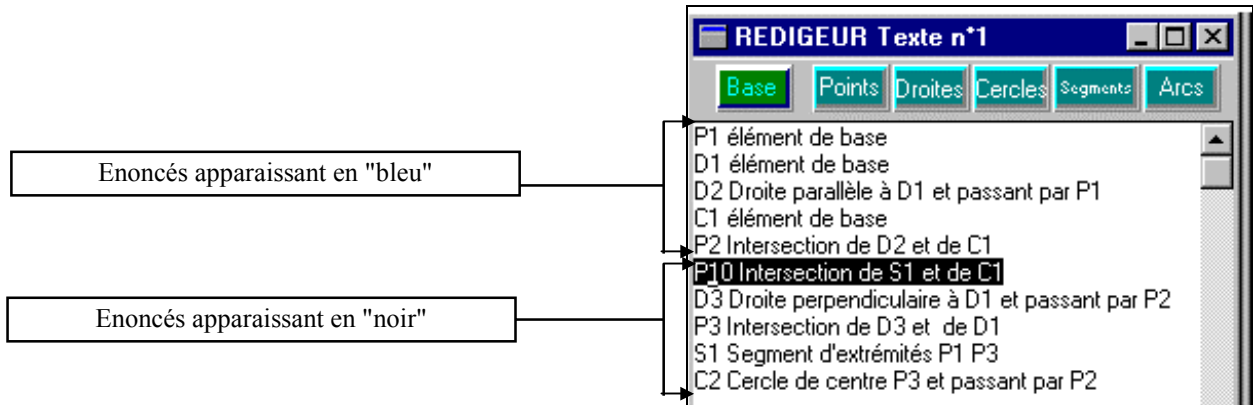 REDIGEUR Texte n°1
Base Points Droites Cercles Segments Arcs
P1 élément de base
D1 élément de base
D2 Droite parallèle à D1 et passant par P1
C1 élément de base
P2 Intersection de D2 et de C1
P10 Intersection de S1 et de C1
D3 Droite perpendiculaire à D1 et passant par P2
P3 Intersection de D3 et de D1
S1 Segment d'extrémités P1 P3
C2 Cercle de centre P3 et passant par P2
Enoncés apparaissant en "bleu"
Enoncés apparaissant en "noir"